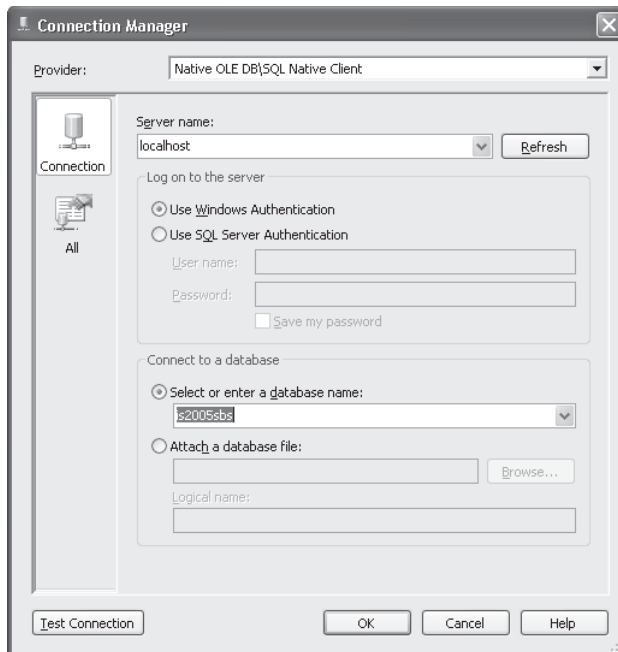 Connection Manager
Provider: Native OLE DB\SQL Native Client
Connection
All
Server name:
localhost Refresh
Log on to the server
Use Windows Authentication
Use SQL Server Authentication
User name:
Password:
Save my password
Connect to a database
Select or enter a database name:
is2005sbs
Attach a database file:
Browse...
Logical name:
Test Connection OK Cancel Help